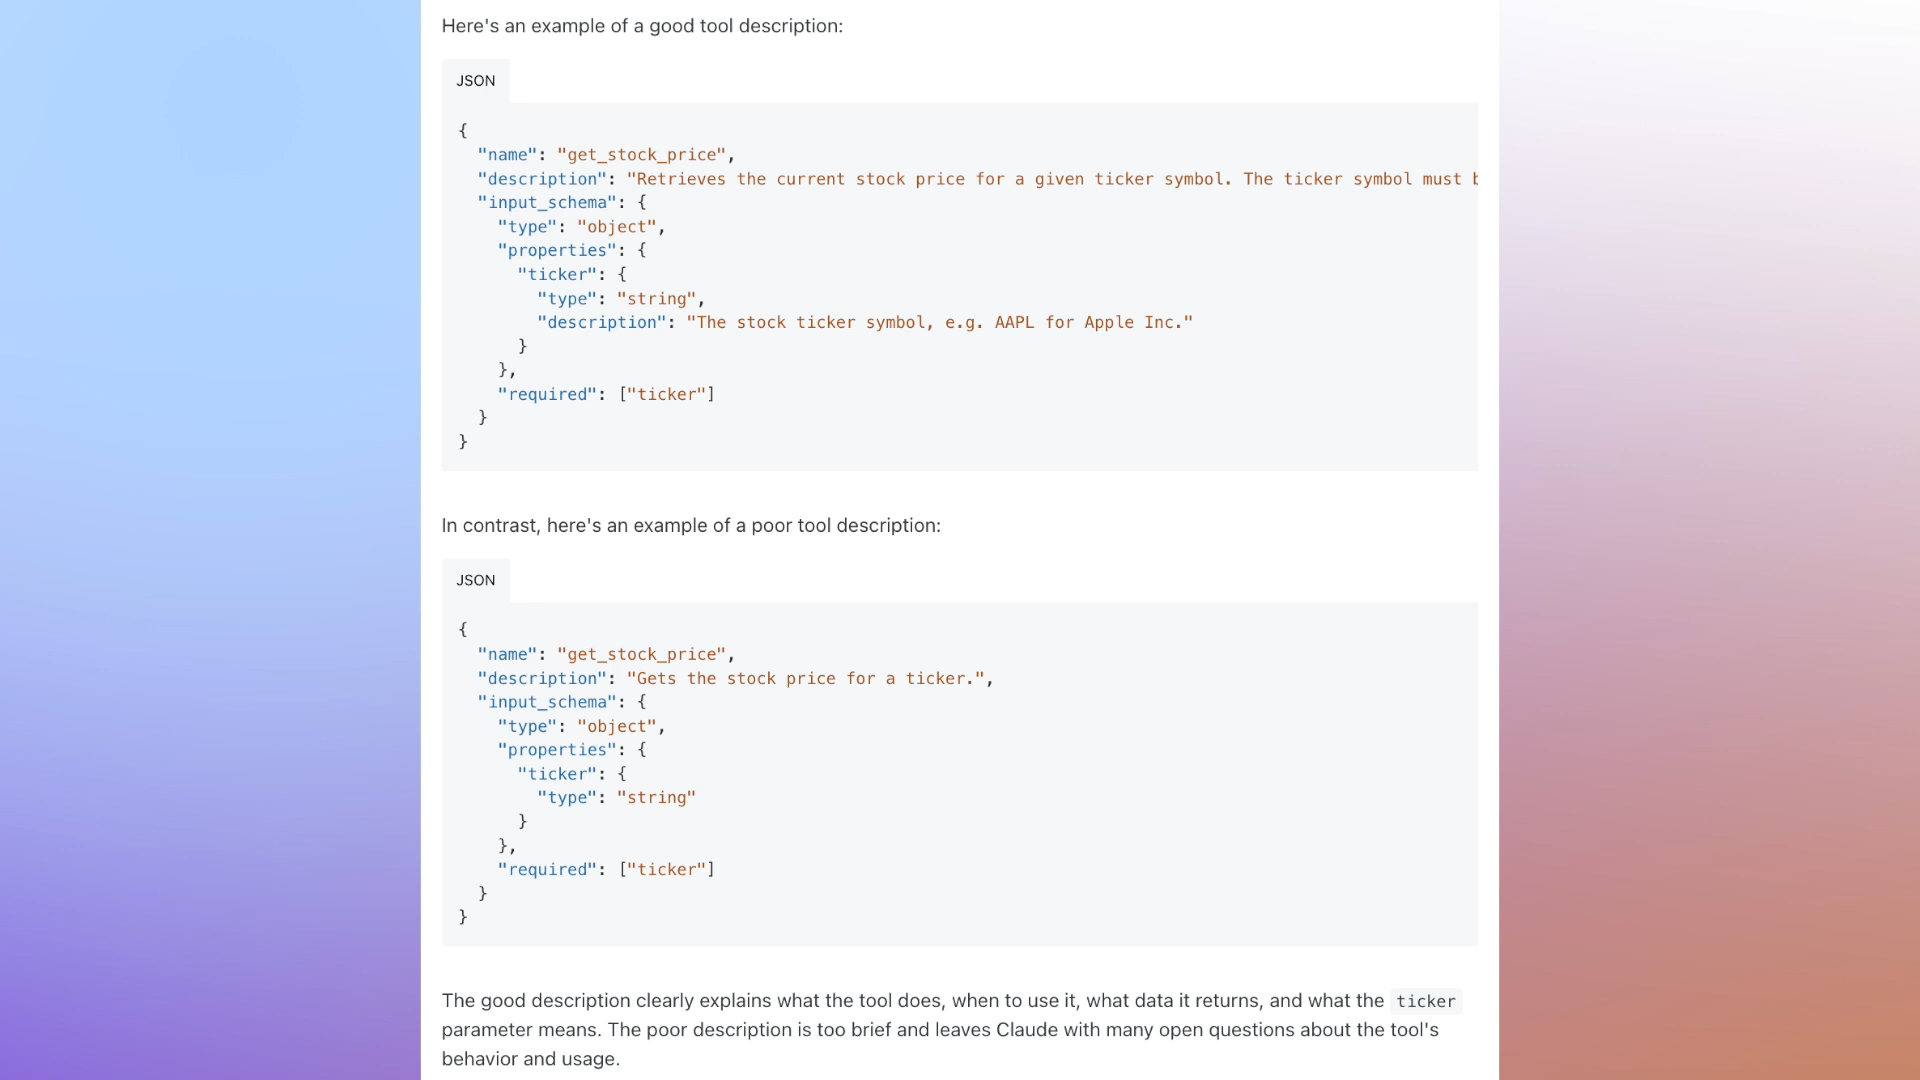 Here's an example of a good tool description:
JSON
{
  "name": "get_stock_price",
  "description": "Retrieves the current stock price for a given ticker symbol. The ticker symbol must
  "input_schema": {
    "type": "object",
    "properties": {
      "ticker": {
        "type": "string",
        "description": "The stock ticker symbol, e.g. AAPL for Apple Inc."
      }
    },
    "required": ["ticker"]
  }
}
In contrast, here's an example of a poor tool description:
JSON
{
  "name": "get_stock_price",
  "description": "Gets the stock price for a ticker.",
  "input_schema": {
    "type": "object",
    "properties": {
      "ticker": {
        "type": "string"
      }
    },
    "required": ["ticker"]
  }
}
The good description clearly explains what the tool does, when to use it, what data it returns, and what the ticker
parameter means. The poor description is too brief and leaves Claude with many open questions about the tool's
behavior and usage.